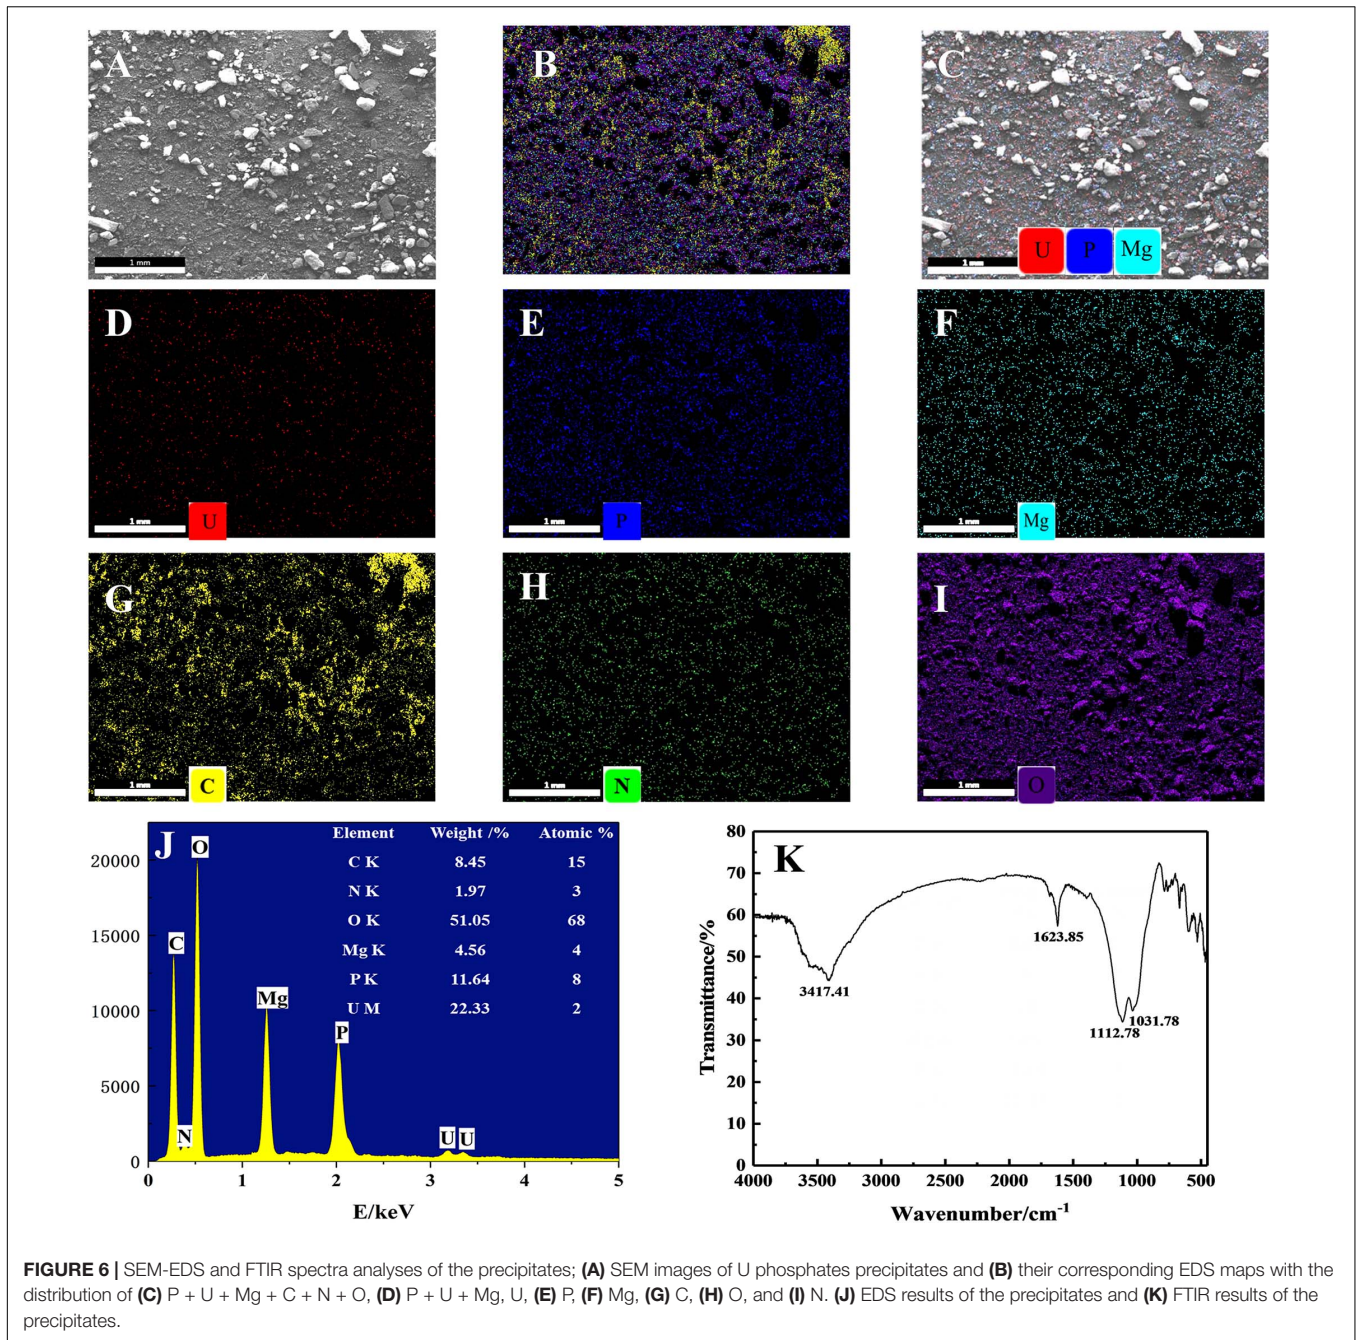 A
B
C
1 mm
1 mm
1 mm
U P Mg
D
E
F
1 mm
U
1 mm
P
1 mm
Mg
G
H
I
1 mm
C
1 mm
N
1 mm
O
J
Element Weight /% Atomic %
C K 8.45 15
N K 1.97 3
O K 51.05 68
Mg K 4.56 4
P K 11.64 8
U M 22.33 2
O
C
Mg
P
N
U U
20000
15000
10000
5000
0
0 1 2 3 4 5
E/keV
K
80
70
60
50
40
30
20
10
0
Transmittance/%
1623.85
3417.41
1031.78
1112.78
4000 3500 3000 2500 2000 1500 1000 500
Wavenumber/cm-1
FIGURE 6 | SEM-EDS and FTIR spectra analyses of the precipitates; (A) SEM images of U phosphates precipitates and (B) their corresponding EDS maps with the
distribution of (C) P + U + Mg + C + N + O, (D) P + U + Mg, U, (E) P, (F) Mg, (G) C, (H) O, and (I) N. (J) EDS results of the precipitates and (K) FTIR results of the
precipitates.